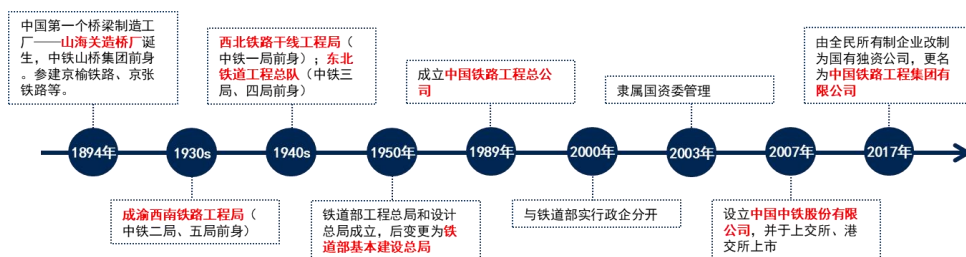 中国第一个桥梁制造工
厂——山海关造桥厂诞
生，中铁山桥集团前身
。参建京榆铁路、京张
铁路等。
西北铁路干线工程局
（中铁一局前身）；东北
铁道工程总队（中铁三
局、四局前身）
成立中国铁路工程总公
司
隶属国资委管理
由全民所有制企业改制
为国有独资公司，更名
为中国铁路工程集团有
限公司
1894年
1930s
1940s
1950年
1989年
2000年
2003年
2007年
2017年
成渝西南铁路工程局（
中铁二局、五局前身）
铁道部工程总局和设计
总局成立，后变更为铁
道部基本建设总局
与铁道部实行政企分开
设立中国中铁股份有限
公司，并于上交所、港
交所上市